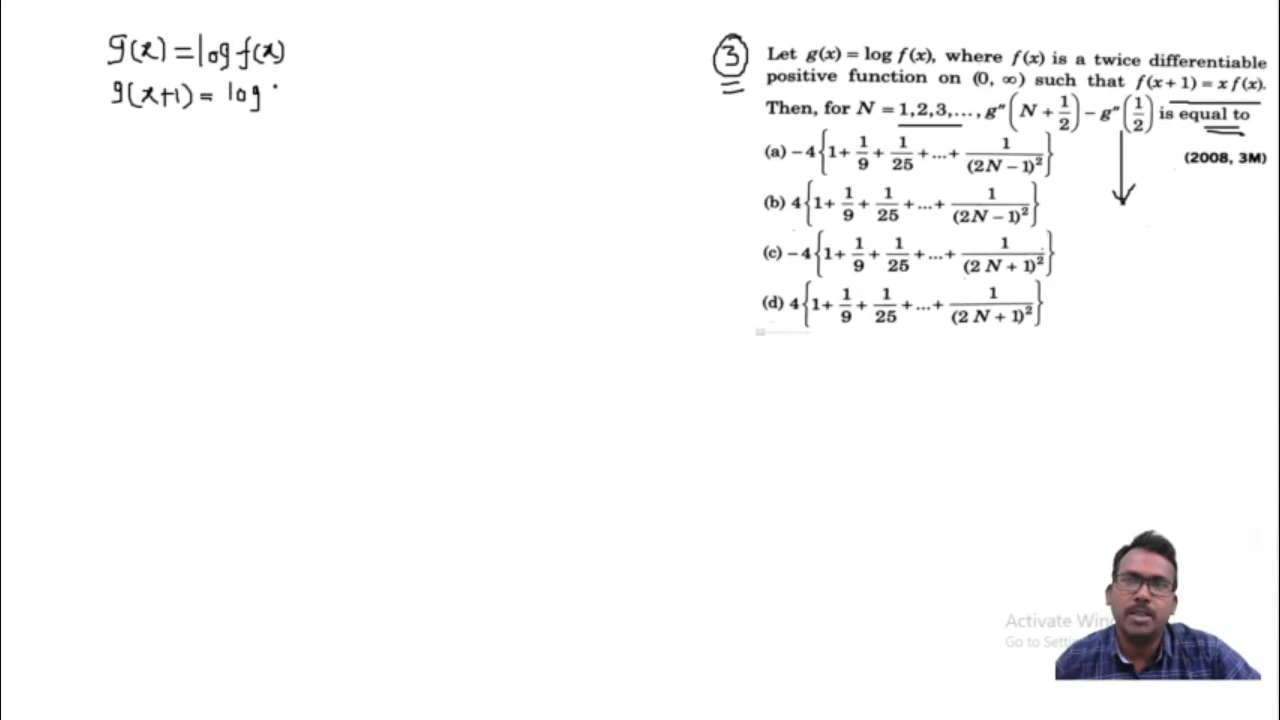 g(x) = log f(x)
g(x+1) = log
3
Let g(x) = log f(x), where f(x) is a twice differentiable
positive function on (0, ∞) such that f(x+1) = x f(x).
Then, for N = 1,2,3,..., g″(N + 1/2) − g″(1/2) is equal to
(2008, 3M)
(a) −4{1+ 1/9 + 1/25 +...+ 1/(2N − 1)²}
(b) 4{1+ 1/9 + 1/25 +...+ 1/(2N − 1)²}
(c) −4{1+ 1/9 + 1/25 +...+ 1/(2 N + 1)²}
(d) 4{1+ 1/9 + 1/25 +...+ 1/(2 N + 1)²}
Activate Win
Go to Setti